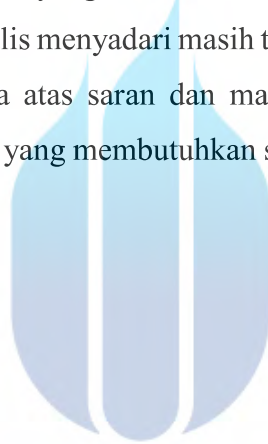 lis menyadari masih t
a atas saran dan ma
yang membutuhkan s